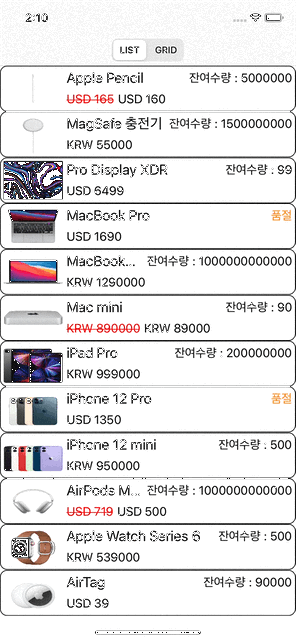 2:10
LIST GRID
Apple Pencil 잔여수량 : 5000000
USD 165 USD 160
MagSafe 충전기 잔여수량 : 1500000000
KRW 55000
Pro Display XDR 잔여수량 : 99
USD 6499
MacBook Pro 품절
USD 1690
MacBook... 잔여수량 : 1000000000000
KRW 1290000
Mac mini 잔여수량 : 90
KRW 890000 KRW 89000
iPad Pro 잔여수량 : 200000000
KRW 999000
iPhone 12 Pro 품절
USD 1350
iPhone 12 mini 잔여수량 : 500
KRW 950000
AirPods M... 잔여수량 : 1000000000000
USD 719 USD 500
Apple Watch Series 6 잔여수량 : 500
KRW 539000
AirTag 잔여수량 : 90000
USD 39